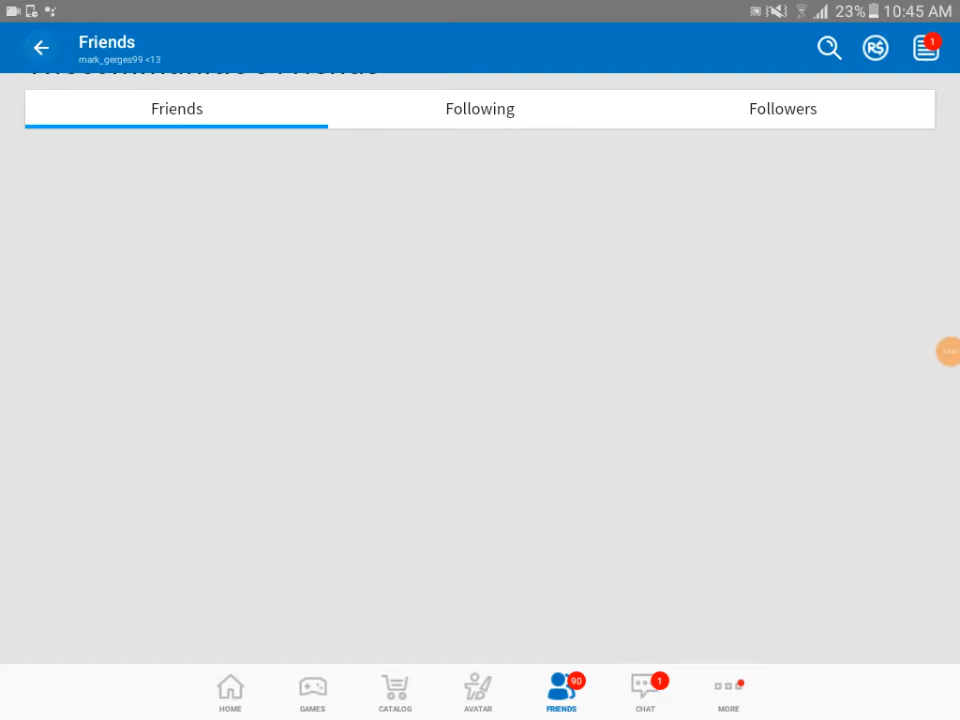 23% 10:45 AM
Friends
mark_gerges99 <13
R$
1
Friends Following Followers
90
1
HOME GAMES CATALOG AVATAR FRIENDS CHAT MORE